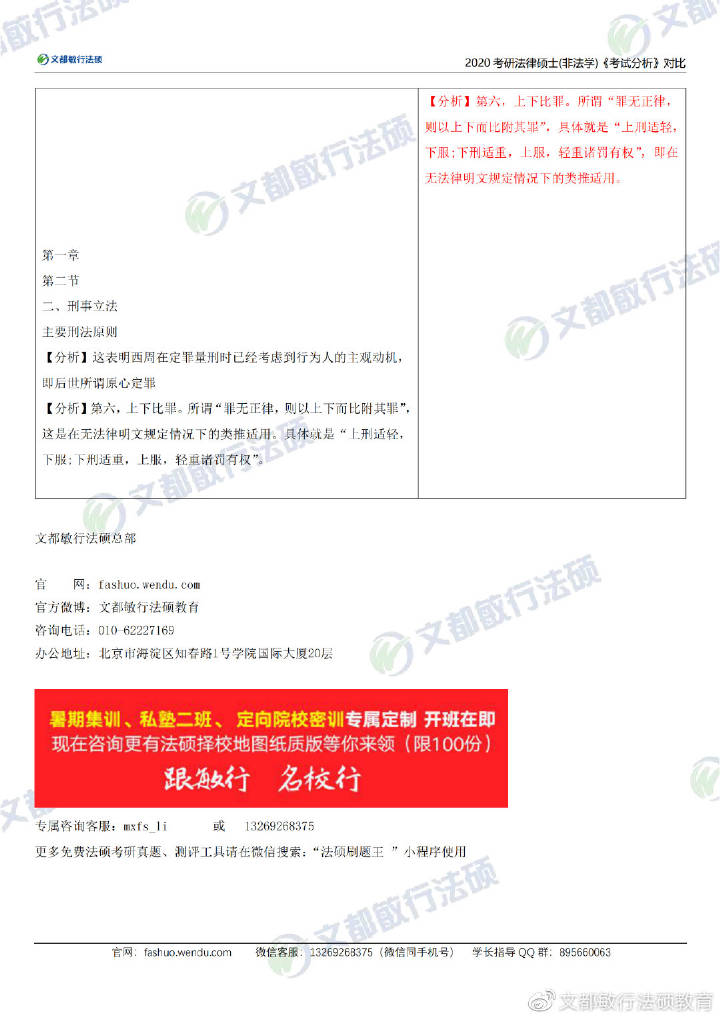 文都敏行法硕
2020考研法律硕士(非法学)《考试分析》对比
第一章
第二节
二、刑事立法
主要刑法原则
【分析】这表明西周在定罪量刑时已经考虑到行为人的主观动机，
即后世所谓原心定罪
【分析】第六，上下比罪。所谓“罪无正律，则以上下而比附其罪”，
这是在无法律明文规定情况下的类推适用。具体就是“上刑适轻，
下服;下刑适重，上服，轻重诸罚有权”。
【分析】第六，上下比罪。所谓“罪无正律，
则以上下而比附其罪”，具体就是“上刑适轻，
下服;下刑适重，上服，轻重诸罚有权”，即在
无法律明文规定情况下的类推适用。
文都敏行法硕总部
官 网：fashuo.wendu.com
官方微博：文都敏行法硕教育
咨询电话：010-62227169
办公地址：北京市海淀区知春路1号学院国际大厦20层
暑期集训、私塾二班、定向院校密训专属定制 开班在即
现在咨询更有法硕择校地图纸质版等你来领（限100份）
跟敏行 名校行
专属咨询客服：mxfs_li 或 13269268375
更多免费法硕考研真题、测评工具请在微信搜索：“法硕刷题王 ”小程序使用
官网：fashuo.wendu.com 微信客服：13269268375（微信同手机号） 学长指导 QQ 群：895660063
文都敏行法硕教育